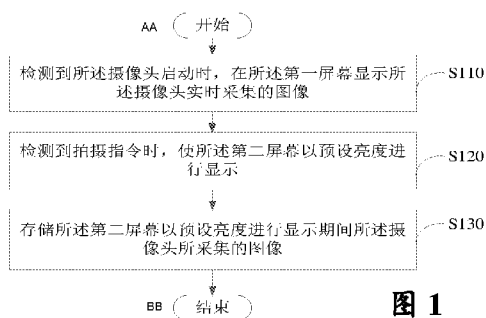 AA 开始
检测到所述摄像头启动时，在所述第一屏幕显示所
述摄像头实时采集的图像
S110
检测到拍摄指令时，使所述第二屏幕以预设亮度进
行显示
S120
存储所述第二屏幕以预设亮度进行显示期间所述摄
像头所采集的图像
S130
BB 结束
图 1